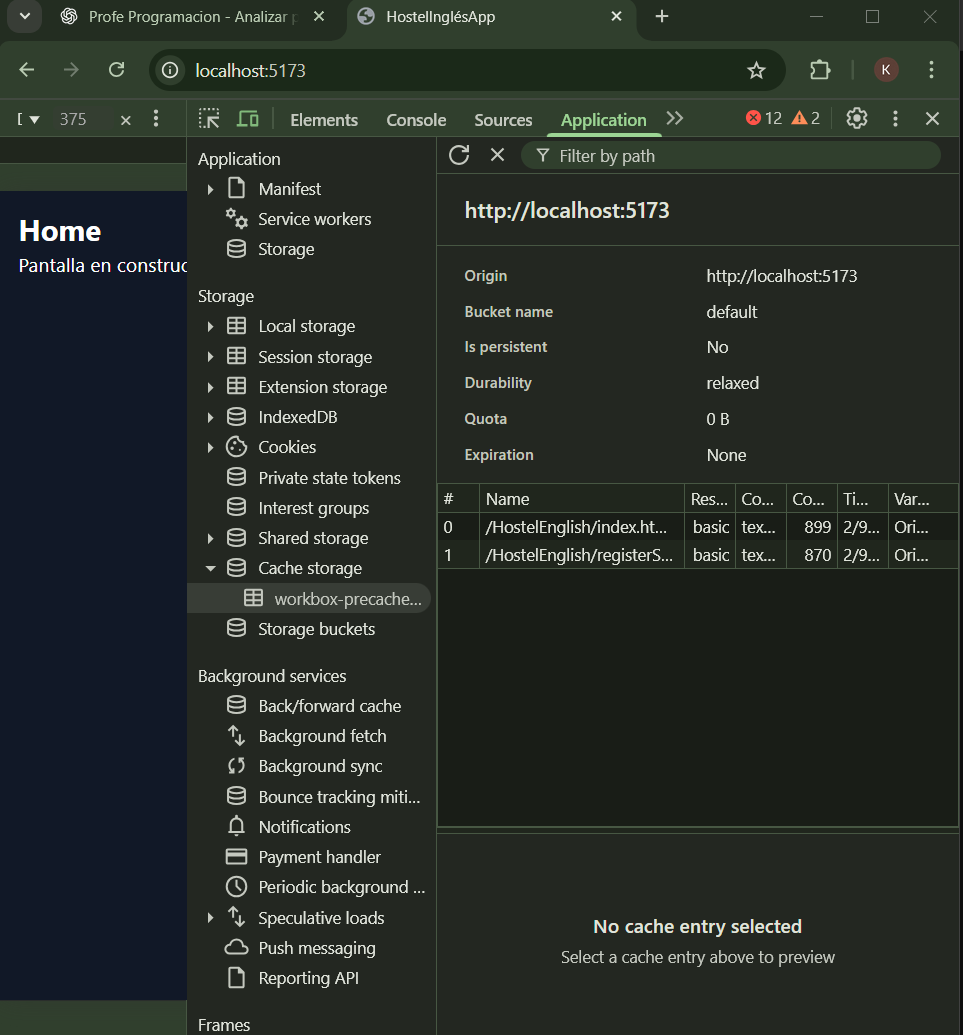 Profe Programacion - Analizar p
HostelInglésApp
localhost:5173
K
375
Elements
Console
Sources
Application
12
2
Home
Pantalla en construc
Application
Manifest
Service workers
Storage
Storage
Local storage
Session storage
Extension storage
IndexedDB
Cookies
Private state tokens
Interest groups
Shared storage
Cache storage
workbox-precache...
Storage buckets
Background services
Back/forward cache
Background fetch
Background sync
Bounce tracking miti...
Notifications
Payment handler
Periodic background ...
Speculative loads
Push messaging
Reporting API
Frames
Filter by path
http://localhost:5173
Origin http://localhost:5173
Bucket name default
Is persistent No
Durability relaxed
Quota 0 B
Expiration None
# Name Res... Co... Co... Ti... Var...
0 /HostelEnglish/index.ht... basic tex... 899 2/9... Ori...
1 /HostelEnglish/registerS... basic tex... 870 2/9... Ori...
No cache entry selected
Select a cache entry above to preview